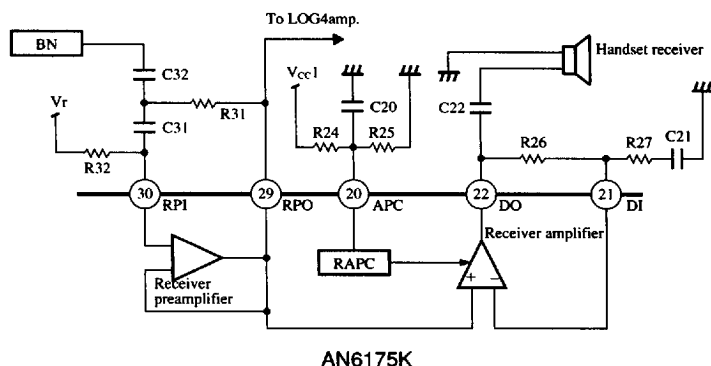 To LOG4amp.
BN
Handset receiver
C32
Vr
VCC1
C20
C22
R31
C31
R24
R25
R26
R27
C21
R32
30
RPI
29
RPO
20
APC
22
DO
21
DI
Receiver amplifier
RAPC
+
−
Receiver
preamplifier
AN6175K